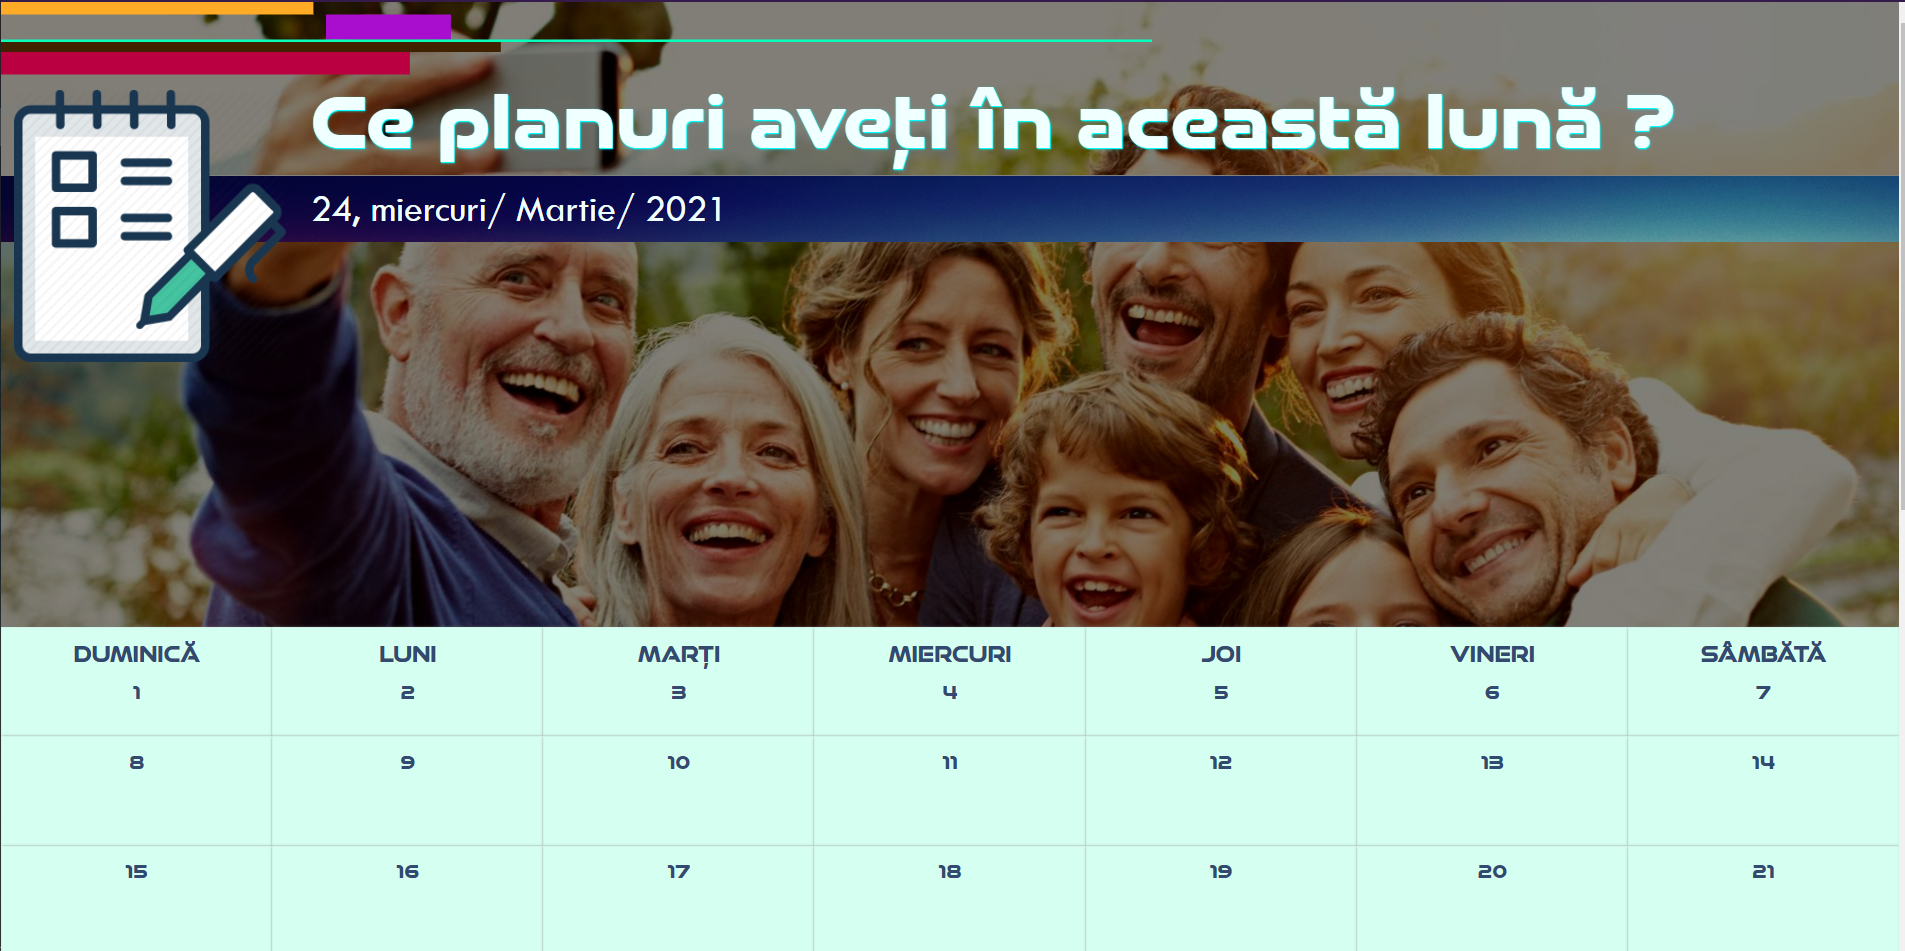 Ce planuri aveți în această lună ?
24, miercuri/ Martie/ 2021
DUMINICĂ LUNI MARȚI MIERCURI JOI VINERI SÂMBĂTĂ
1 2 3 4 5 6 7
8 9 10 11 12 13 14
15 16 17 18 19 20 21